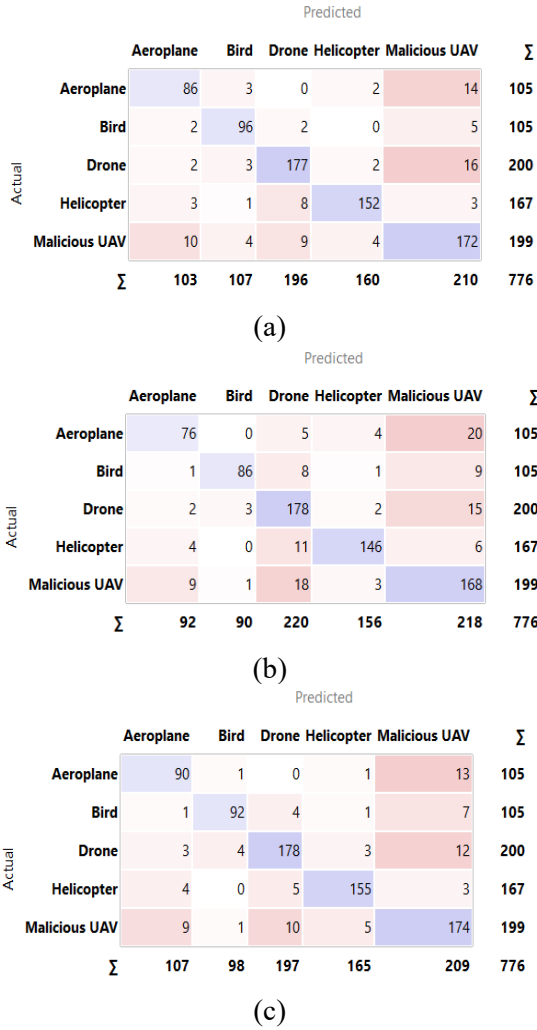 Predicted
Aeroplane Bird Drone Helicopter Malicious UAV ∑
Aeroplane 86 3 0 2 14 105
Bird 2 96 2 0 5 105
Drone 2 3 177 2 16 200
Helicopter 3 1 8 152 3 167
Malicious UAV 10 4 9 4 172 199
∑ 103 107 196 160 210 776
Actual
(a)
Predicted
Aeroplane Bird Drone Helicopter Malicious UAV ∑
Aeroplane 76 0 5 4 20 105
Bird 1 86 8 1 9 105
Drone 2 3 178 2 15 200
Helicopter 4 0 11 146 6 167
Malicious UAV 9 1 18 3 168 199
∑ 92 90 220 156 218 776
Actual
(b)
Predicted
Aeroplane Bird Drone Helicopter Malicious UAV ∑
Aeroplane 90 1 0 1 13 105
Bird 1 92 4 1 7 105
Drone 3 4 178 3 12 200
Helicopter 4 0 5 155 3 167
Malicious UAV 9 1 10 5 174 199
∑ 107 98 197 165 209 776
Actual
(c)